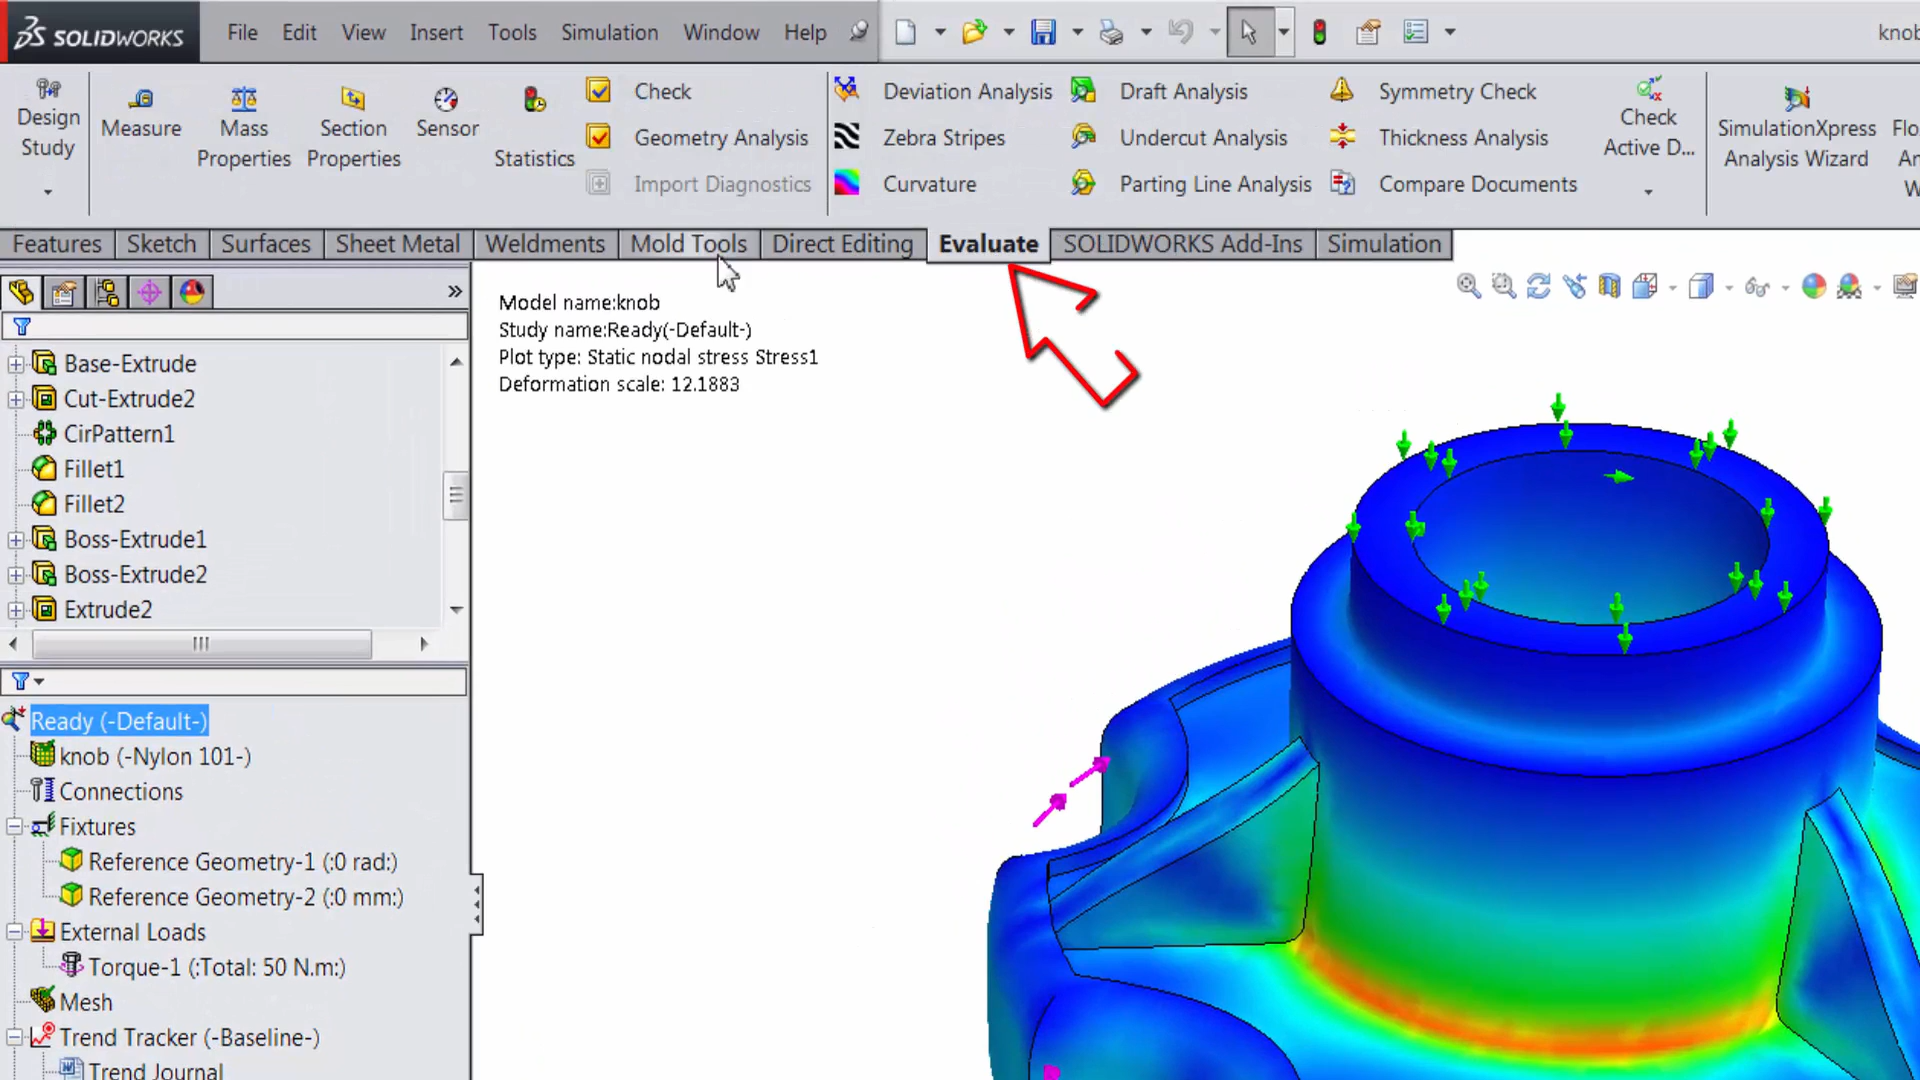 SOLIDWORKS
File Edit View Insert Tools Simulation Window Help
Design Study
Measure
Mass Properties
Section Properties
Sensor
Statistics
Check
Geometry Analysis
Import Diagnostics
Deviation Analysis
Zebra Stripes
Curvature
Draft Analysis
Undercut Analysis
Parting Line Analysis
Symmetry Check
Thickness Analysis
Compare Documents
Check Active D...
SimulationXpress Analysis Wizard
Features Sketch Surfaces Sheet Metal Weldments Mold Tools Direct Editing Evaluate SOLIDWORKS Add-Ins Simulation
Model name:knob
Study name:Ready(-Default-)
Plot type: Static nodal stress Stress1
Deformation scale: 12.1883
Base-Extrude
Cut-Extrude2
CirPattern1
Fillet1
Fillet2
Boss-Extrude1
Boss-Extrude2
Extrude2
Ready (-Default-)
knob (-Nylon 101-)
Connections
Fixtures
Reference Geometry-1 (:0 rad:)
Reference Geometry-2 (:0 mm:)
External Loads
Torque-1 (:Total: 50 N.m:)
Mesh
Trend Tracker (-Baseline-)
Trend Journal